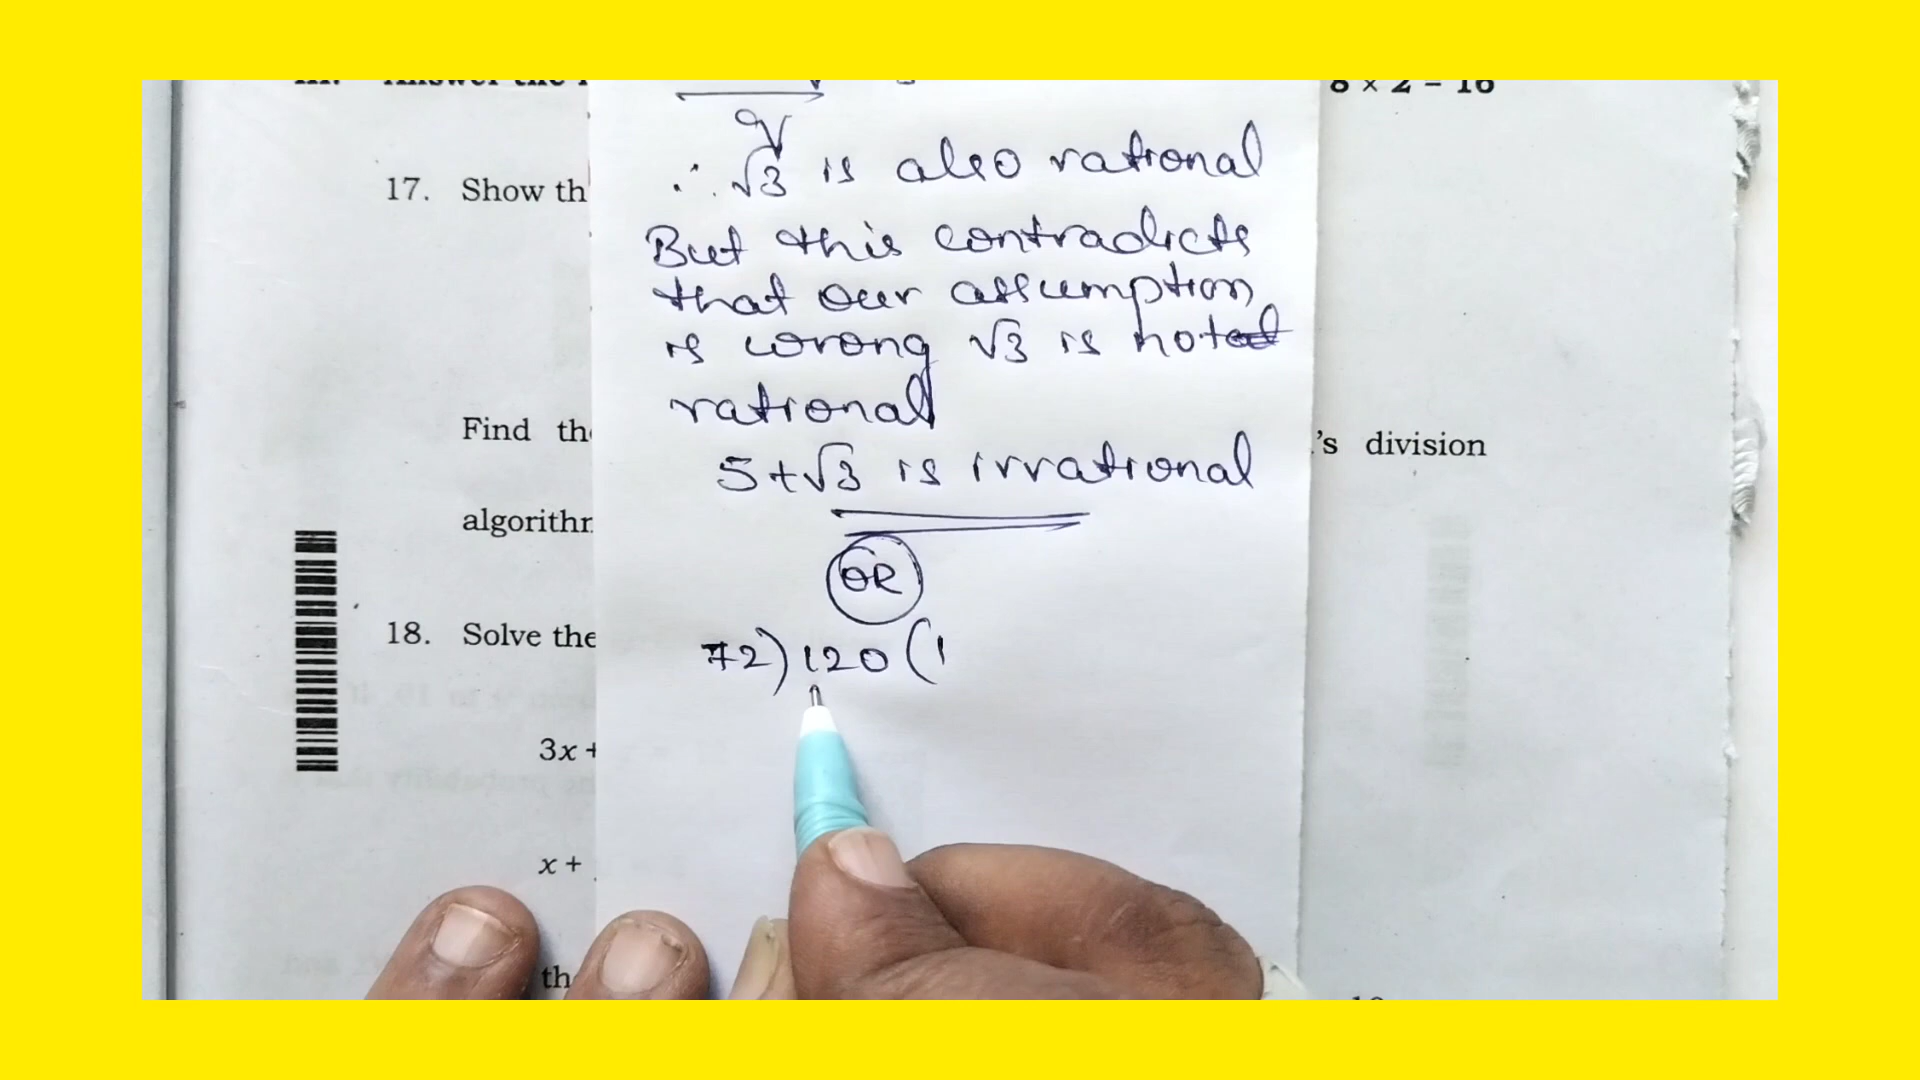 8 × 2 = 16
q
∴ √3 is also rational
17. Show th
But this contradicts
that our assumption
is wrong √3 is not
rational
Find the
's division
5+√3 is irrational
algorithm
OR
18. Solve the
72) 120 (1
3x +
x +
th